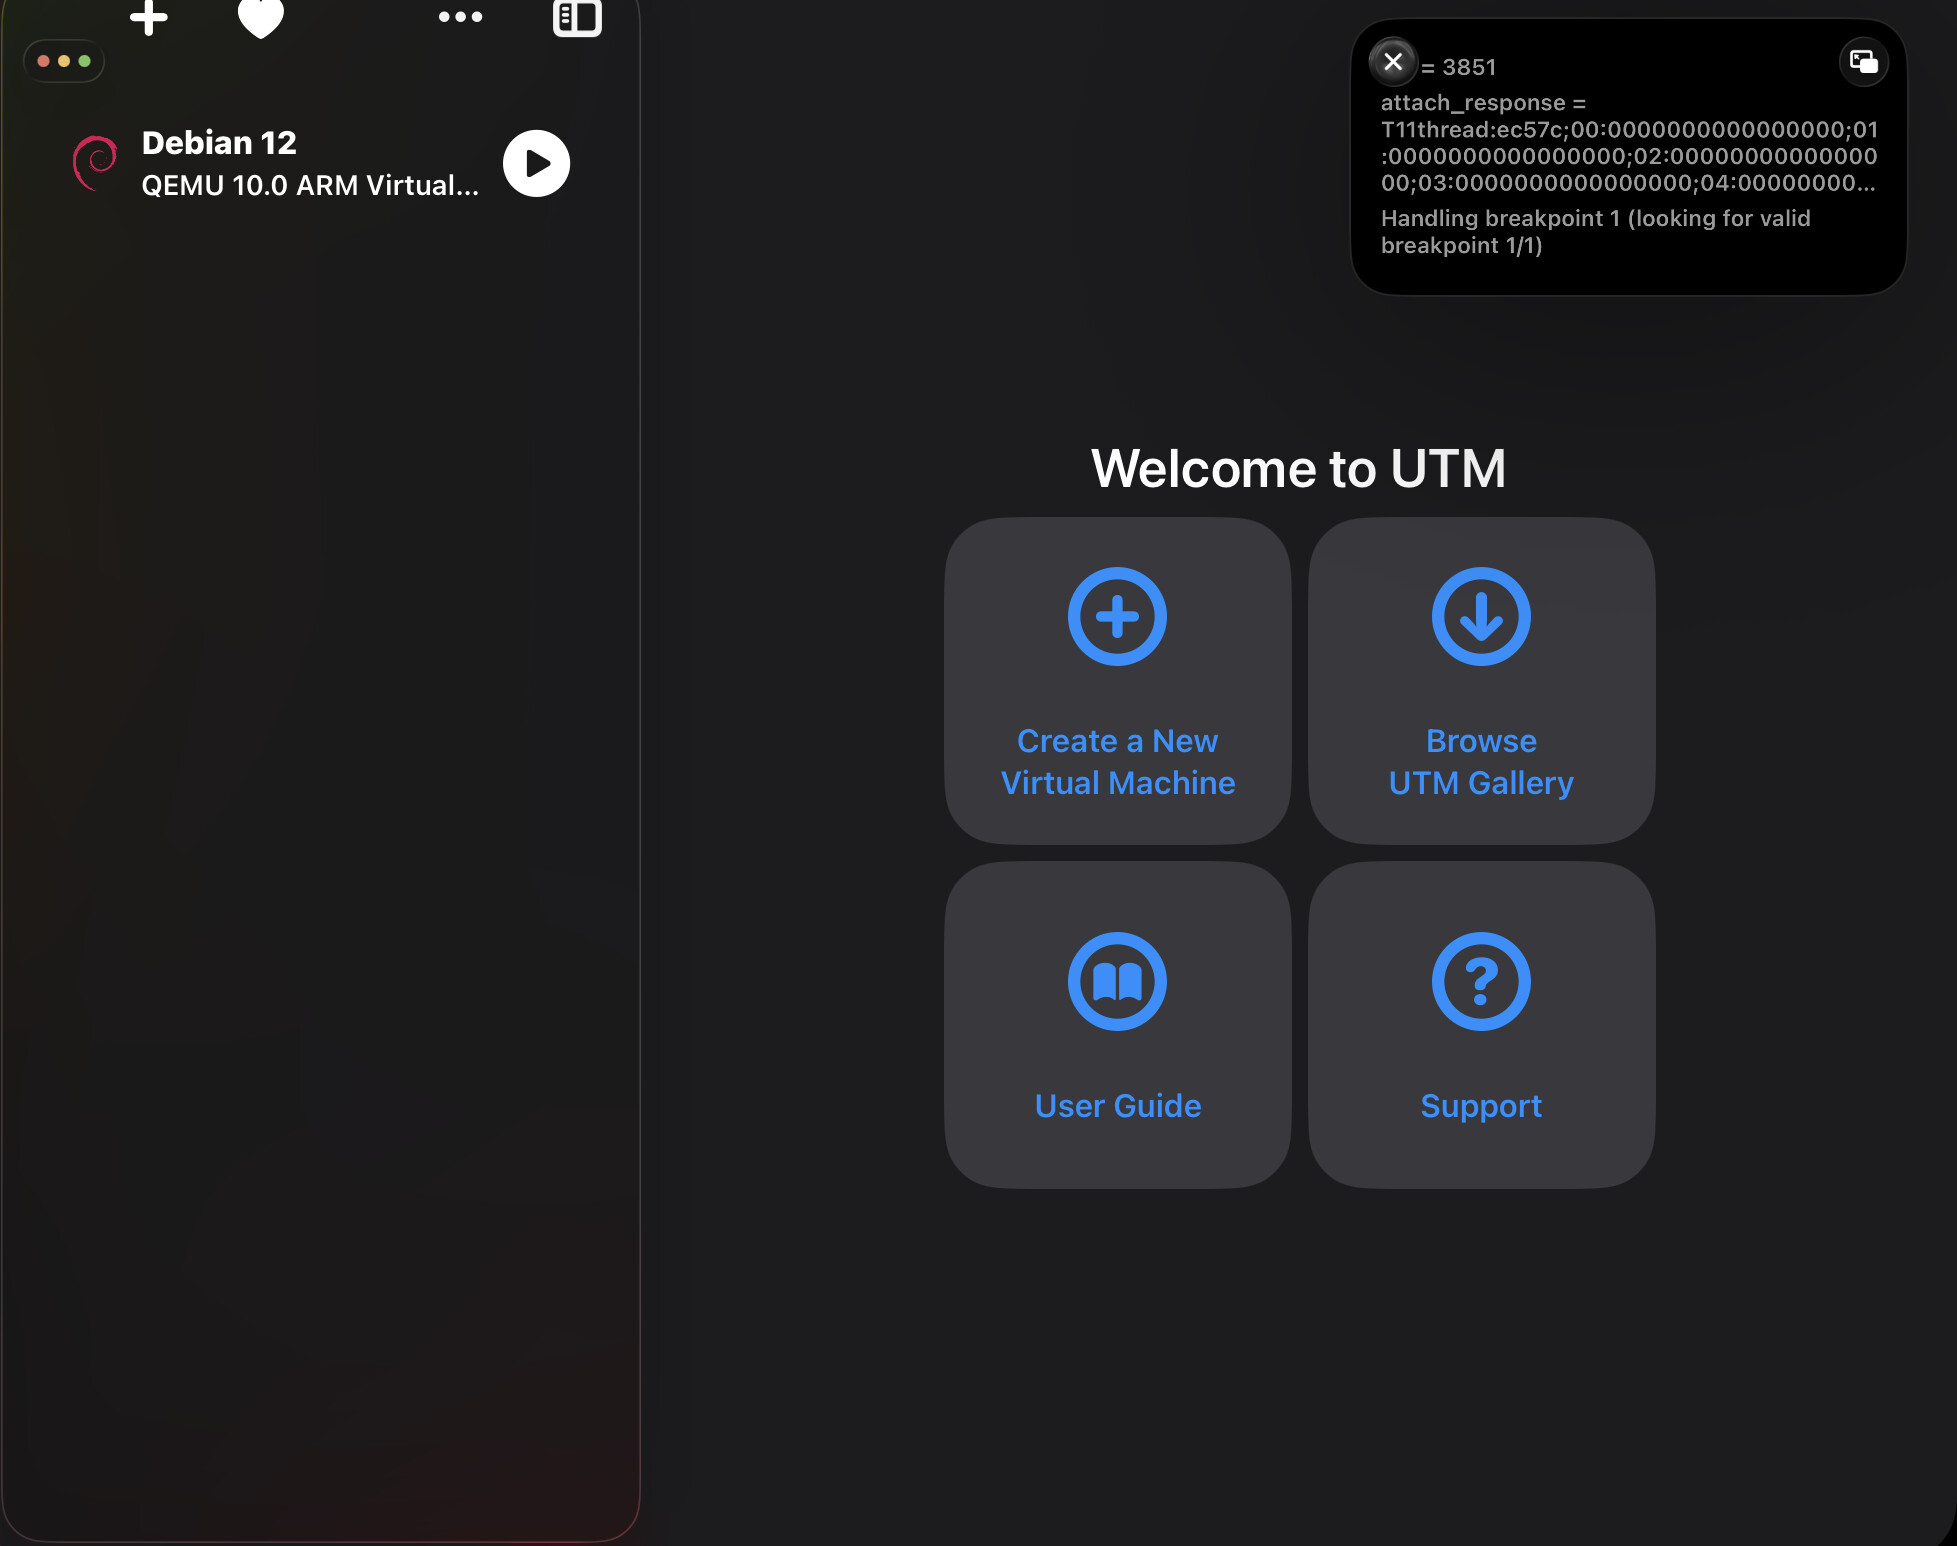 Debian 12
QEMU 10.0 ARM Virtual...
= 3851
attach_response =
T11thread:ec57c;00:0000000000000000;01
:0000000000000000;02:00000000000000
00;03:0000000000000000;04:00000000...
Handling breakpoint 1 (looking for valid
breakpoint 1/1)
Welcome to UTM
Create a New
Virtual Machine
Browse
UTM Gallery
User Guide
Support